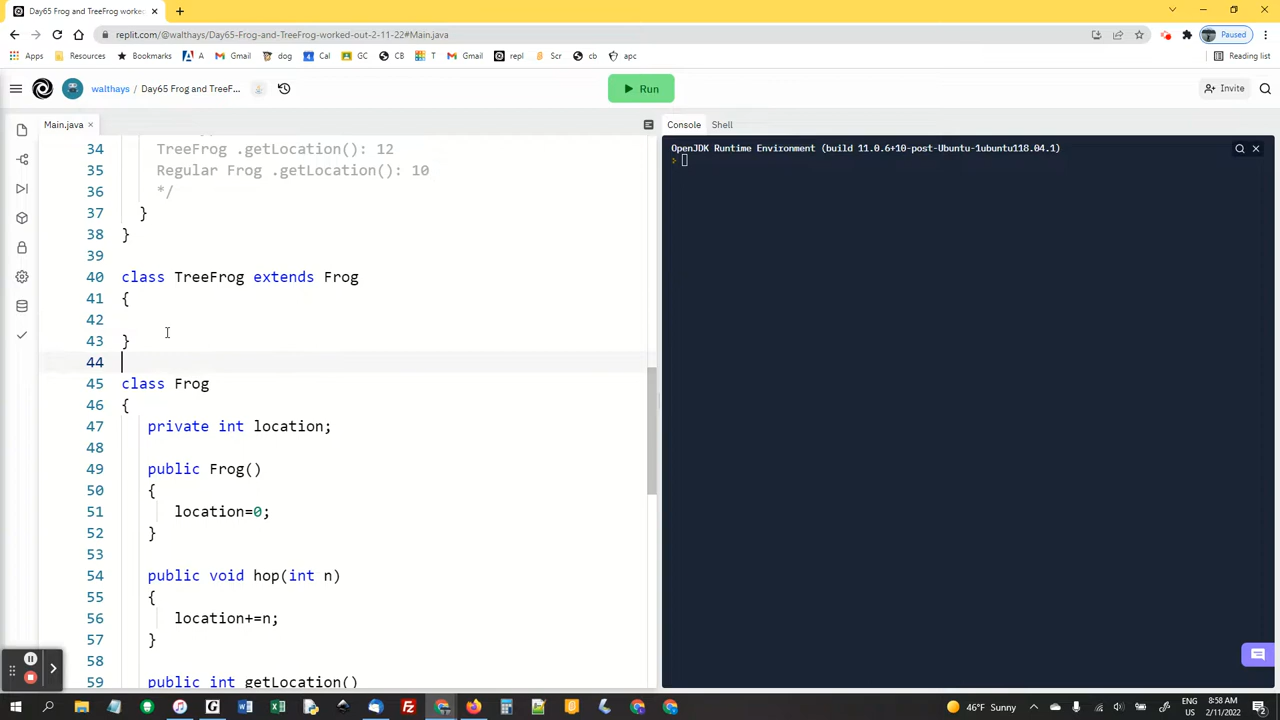 Day65 Frog and TreeFrog worke
replit.com/@walthays/Day65-Frog-and-TreeFrog-worked-out-2-11-22#Main.java
Paused
Apps Resources Bookmarks A Gmail dog Cal GC CB T Gmail repl Scr cb apc Reading list
walthays / Day65 Frog and TreeF... Run Invite
Main.java Console Shell
OpenJDK Runtime Environment (build 11.0.6+10-post-Ubuntu-1ubuntu118.04.1)
34 TreeFrog .getLocation(): 12
35 Regular Frog .getLocation(): 10
36 */
37 }
38 }
39
40 class TreeFrog extends Frog
41 {
42
43 }
44
45 class Frog
46 {
47 private int location;
48
49 public Frog()
50 {
51 location=0;
52 }
53
54 public void hop(int n)
55 {
56 location+=n;
57 }
58
59 public int getLocation()
46°F Sunny ENG 8:58 AM
US 2/11/2022